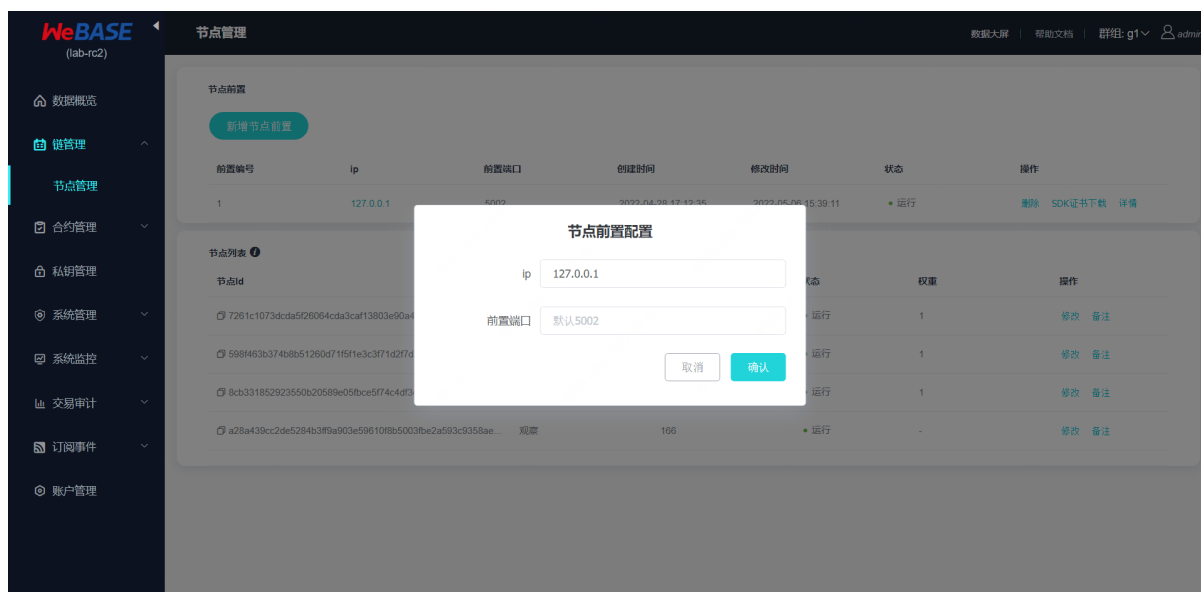 WeBASE
(lab-rc2)
节点管理
数据大屏 | 帮助文档 | 群组: g1 admin
数据概览
链管理
节点管理
合约管理
私钥管理
系统管理
系统监控
交易审计
订阅事件
账户管理
节点前置
新增节点前置
前置编号 ip 前置端口 创建时间 修改时间 状态 操作
1 127.0.0.1 5002 2022-04-28 17:12:35 2022-05-06 15:39:11 运行 删除 SDK证书下载 详情
节点前置配置
ip 127.0.0.1
前置端口 默认5002
取消 确认
节点列表
节点Id 状态 权重 操作
7261c1073dcda5f26064cda3caf13803e90a4 运行 1 修改 备注
598f463b374b8b51260d71f5f1e3c3f71d2f7d 运行 1 修改 备注
8cb331852923550b20589e05fbce5f74c4df3 运行 1 修改 备注
a28a439cc2de5284b3ff9a903e59610f8b5003fbe2a593c9358ae... 观察 166 运行 - 修改 备注